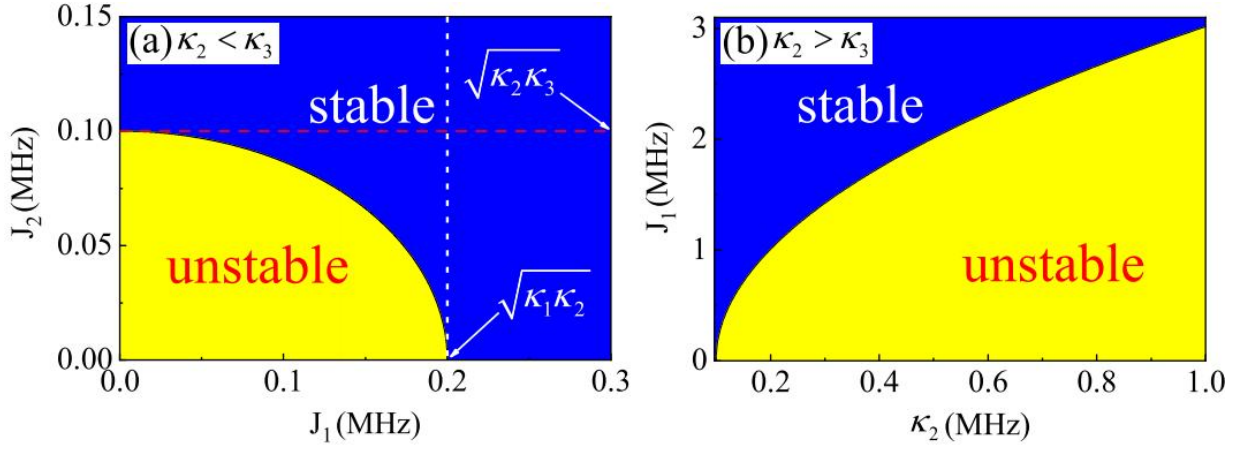 (a) κ₂ < κ₃
stable
√κ₂κ₃
unstable
√κ₁κ₂
0.15
0.10
0.05
0.00
J₂ (MHz)
0.0 0.1 0.2 0.3
J₁ (MHz)
(b) κ₂ > κ₃
stable
unstable
3
2
1
0
J₁ (MHz)
0.2 0.4 0.6 0.8 1.0
κ₂ (MHz)